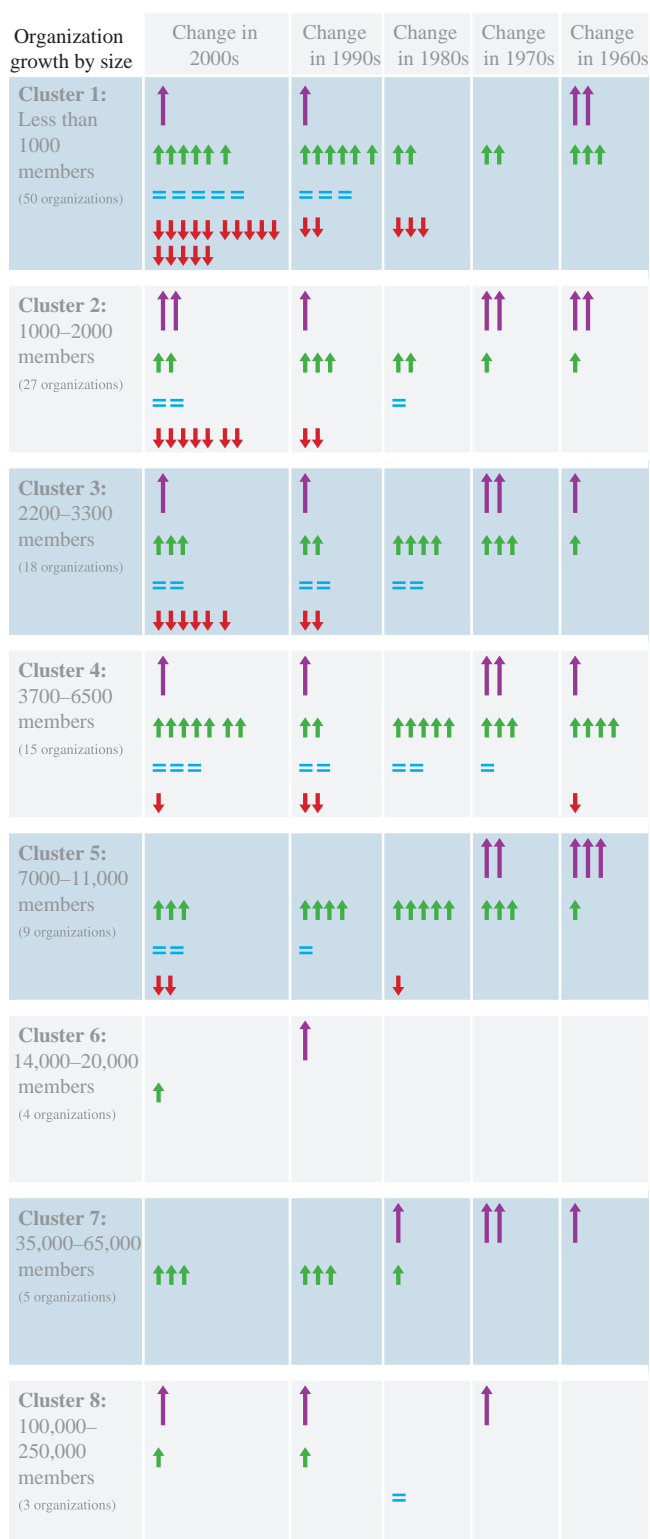 Organization
growth by size
Change in
2000s
Change
in 1990s
Change
in 1980s
Change
in 1970s
Change
in 1960s
Cluster 1:
Less than
1000
members
(50 organizations)
= = = = =
= = =
Cluster 2:
1000–2000
members
(27 organizations)
= =
=
Cluster 3:
2200–3300
members
(18 organizations)
= =
= =
= =
Cluster 4:
3700–6500
members
(15 organizations)
= = =
= =
= =
=
Cluster 5:
7000–11,000
members
(9 organizations)
= =
=
Cluster 6:
14,000–20,000
members
(4 organizations)
Cluster 7:
35,000–65,000
members
(5 organizations)
Cluster 8:
100,000–
250,000
members
(3 organizations)
=